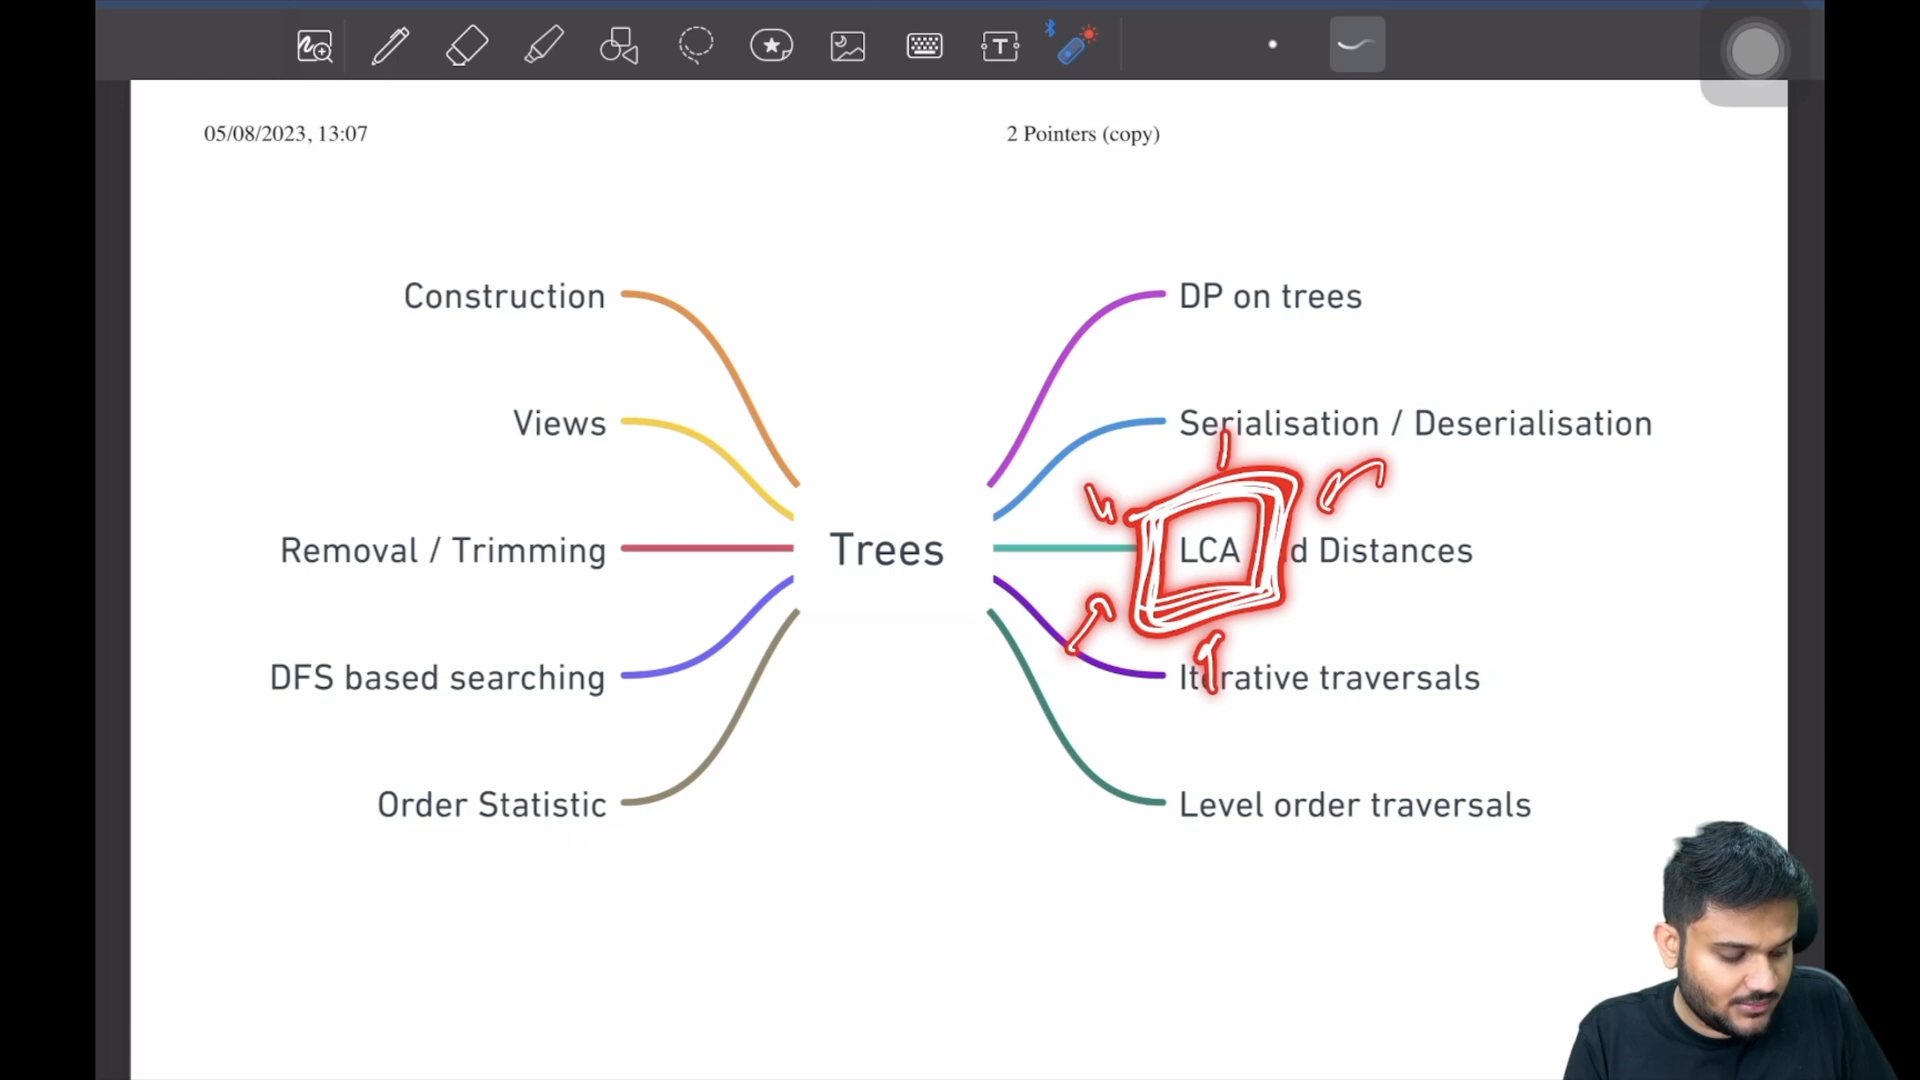 05/08/2023, 13:07
2 Pointers (copy)
Construction
Views
Removal / Trimming
DFS based searching
Order Statistic
Trees
DP on trees
Serialisation / Deserialisation
LCA d Distances
Iterative traversals
Level order traversals
T